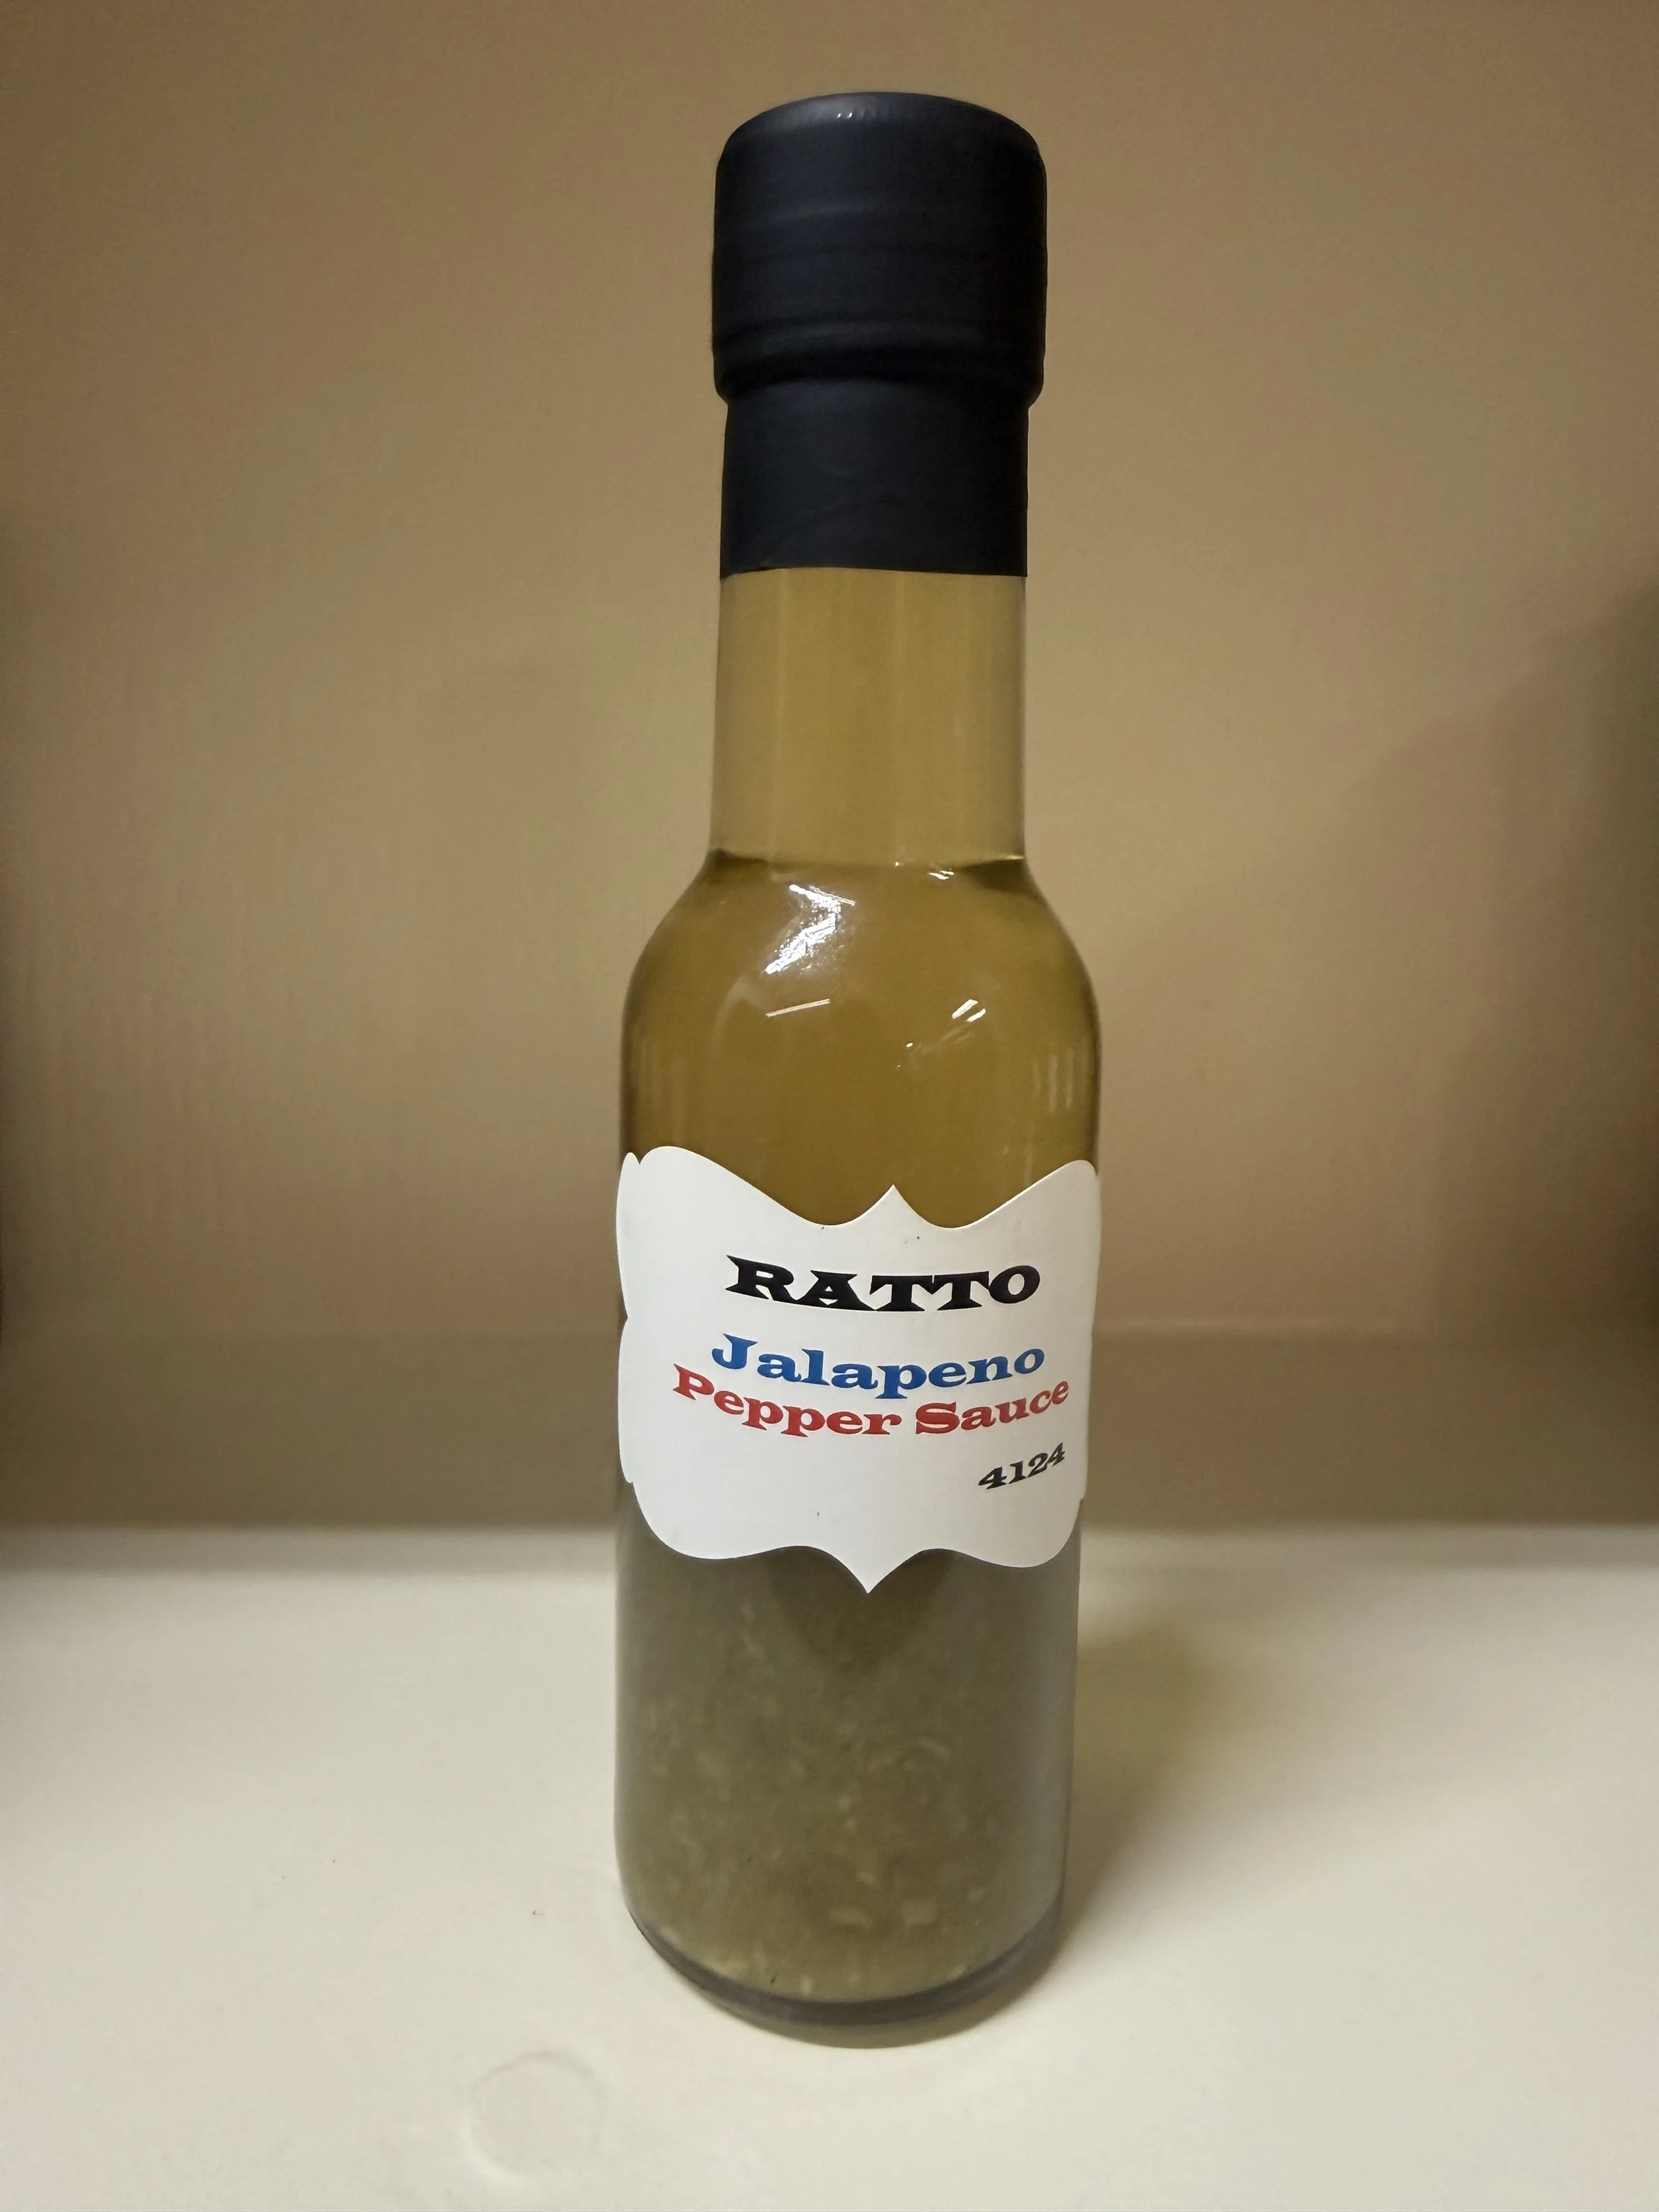 RATTO
Jalapeno
Pepper Sauce
4124